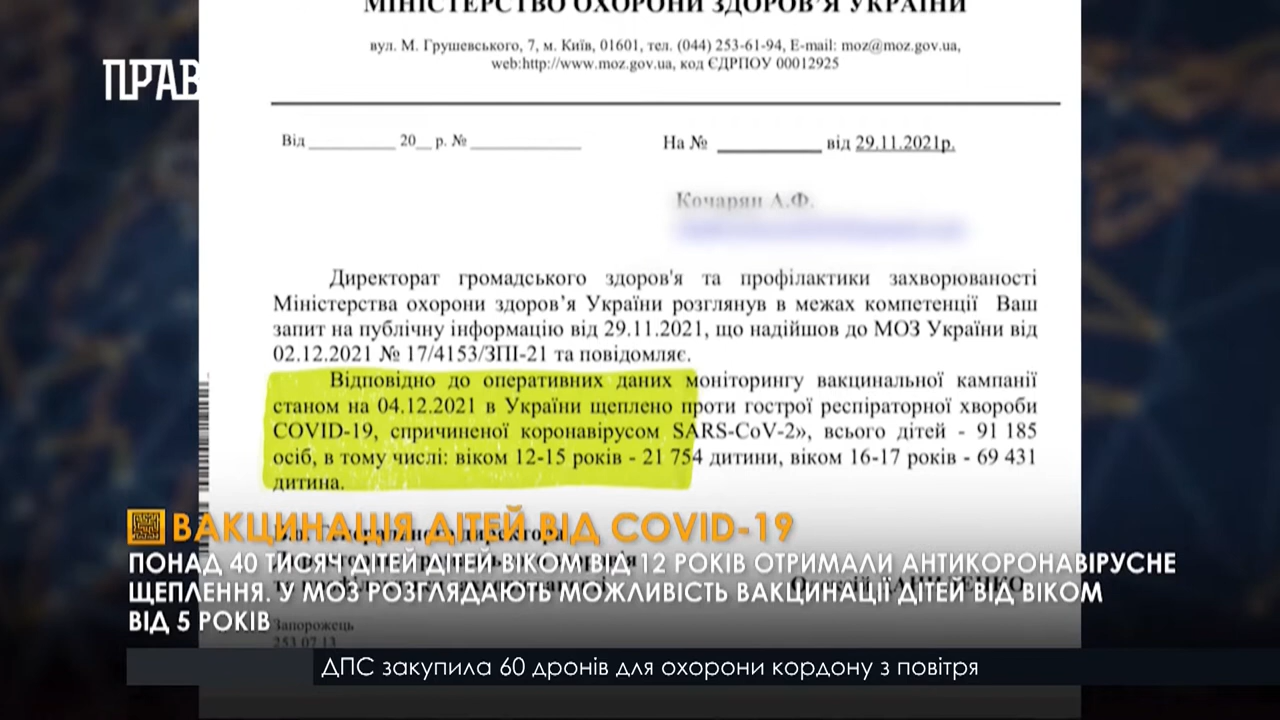 МІНІСТЕРСТВО ОХОРОНИ ЗДОРОВ’Я УКРАЇНИ
вул. М. Грушевського, 7, м. Київ, 01601, тел. (044) 253-61-94, E-mail: moz@moz.gov.ua,
web:http://www.moz.gov.ua, код ЄДРПОУ 00012925
ПРАВ
Від __________ 20__ р. № _____________ На № ____________ від 29.11.2021р.
Кочарян А.Ф.
Директорат громадського здоров'я та профілактики захворюваності
Міністерства охорони здоров’я України розглянув в межах компетенції Ваш
запит на публічну інформацію від 29.11.2021, що надійшов до МОЗ України від
02.12.2021 № 17/4153/ЗПІ-21 та повідомляє.
Відповідно до оперативних даних моніторингу вакцинальної кампанії
станом на 04.12.2021 в Україні щеплено проти гострої респіраторної хвороби
COVID-19, спричиненої коронавірусом SARS-CoV-2», всього дітей - 91 185
осіб, в тому числі: віком 12-15 років - 21 754 дитини, віком 16-17 років - 69 431
дитина.
ВАКЦИНАЦІЯ ДІТЕЙ ВІД COVID-19
ПОНАД 40 ТИСЯЧ ДІТЕЙ ДІТЕЙ ВІКОМ ВІД 12 РОКІВ ОТРИМАЛИ АНТИКОРОНАВІРУСНЕ
ЩЕПЛЕННЯ. У МОЗ РОЗГЛЯДАЮТЬ МОЖЛИВІСТЬ ВАКЦИНАЦІЇ ДІТЕЙ ВІД ВІКОМ
ВІД 5 РОКІВ
Запорожець
253 07 13
ДПС закупила 60 дронів для охорони кордону з повітря